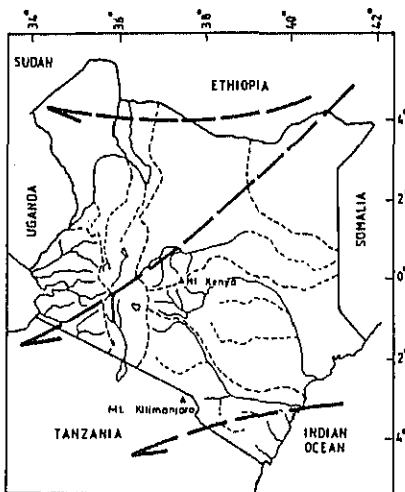 34°
36°
38°
40°
42°
SUDAN
ETHIOPIA
4°
UGANDA
SOMALIA
0°
Mt Kenya
2°
Mt. Kilimanjaro
TANZANIA
INDIAN
OCEAN
4°